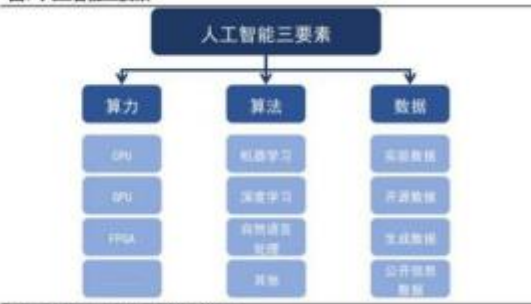 人工智能三要素
算力
算法
数据
CPU
机器学习
实验数据
GPU
深度学习
开源数据
FPGA
自然语言
处理
生成数据
其他
公开信息
数据